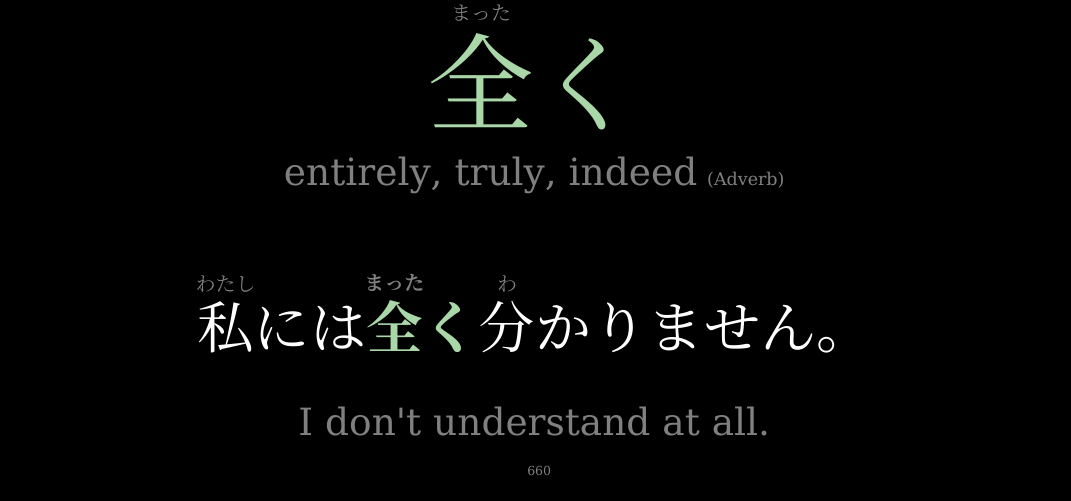 まった
全く
entirely, truly, indeed (Adverb)
わたし まった わ
私には全く分かりません。
I don't understand at all.
660